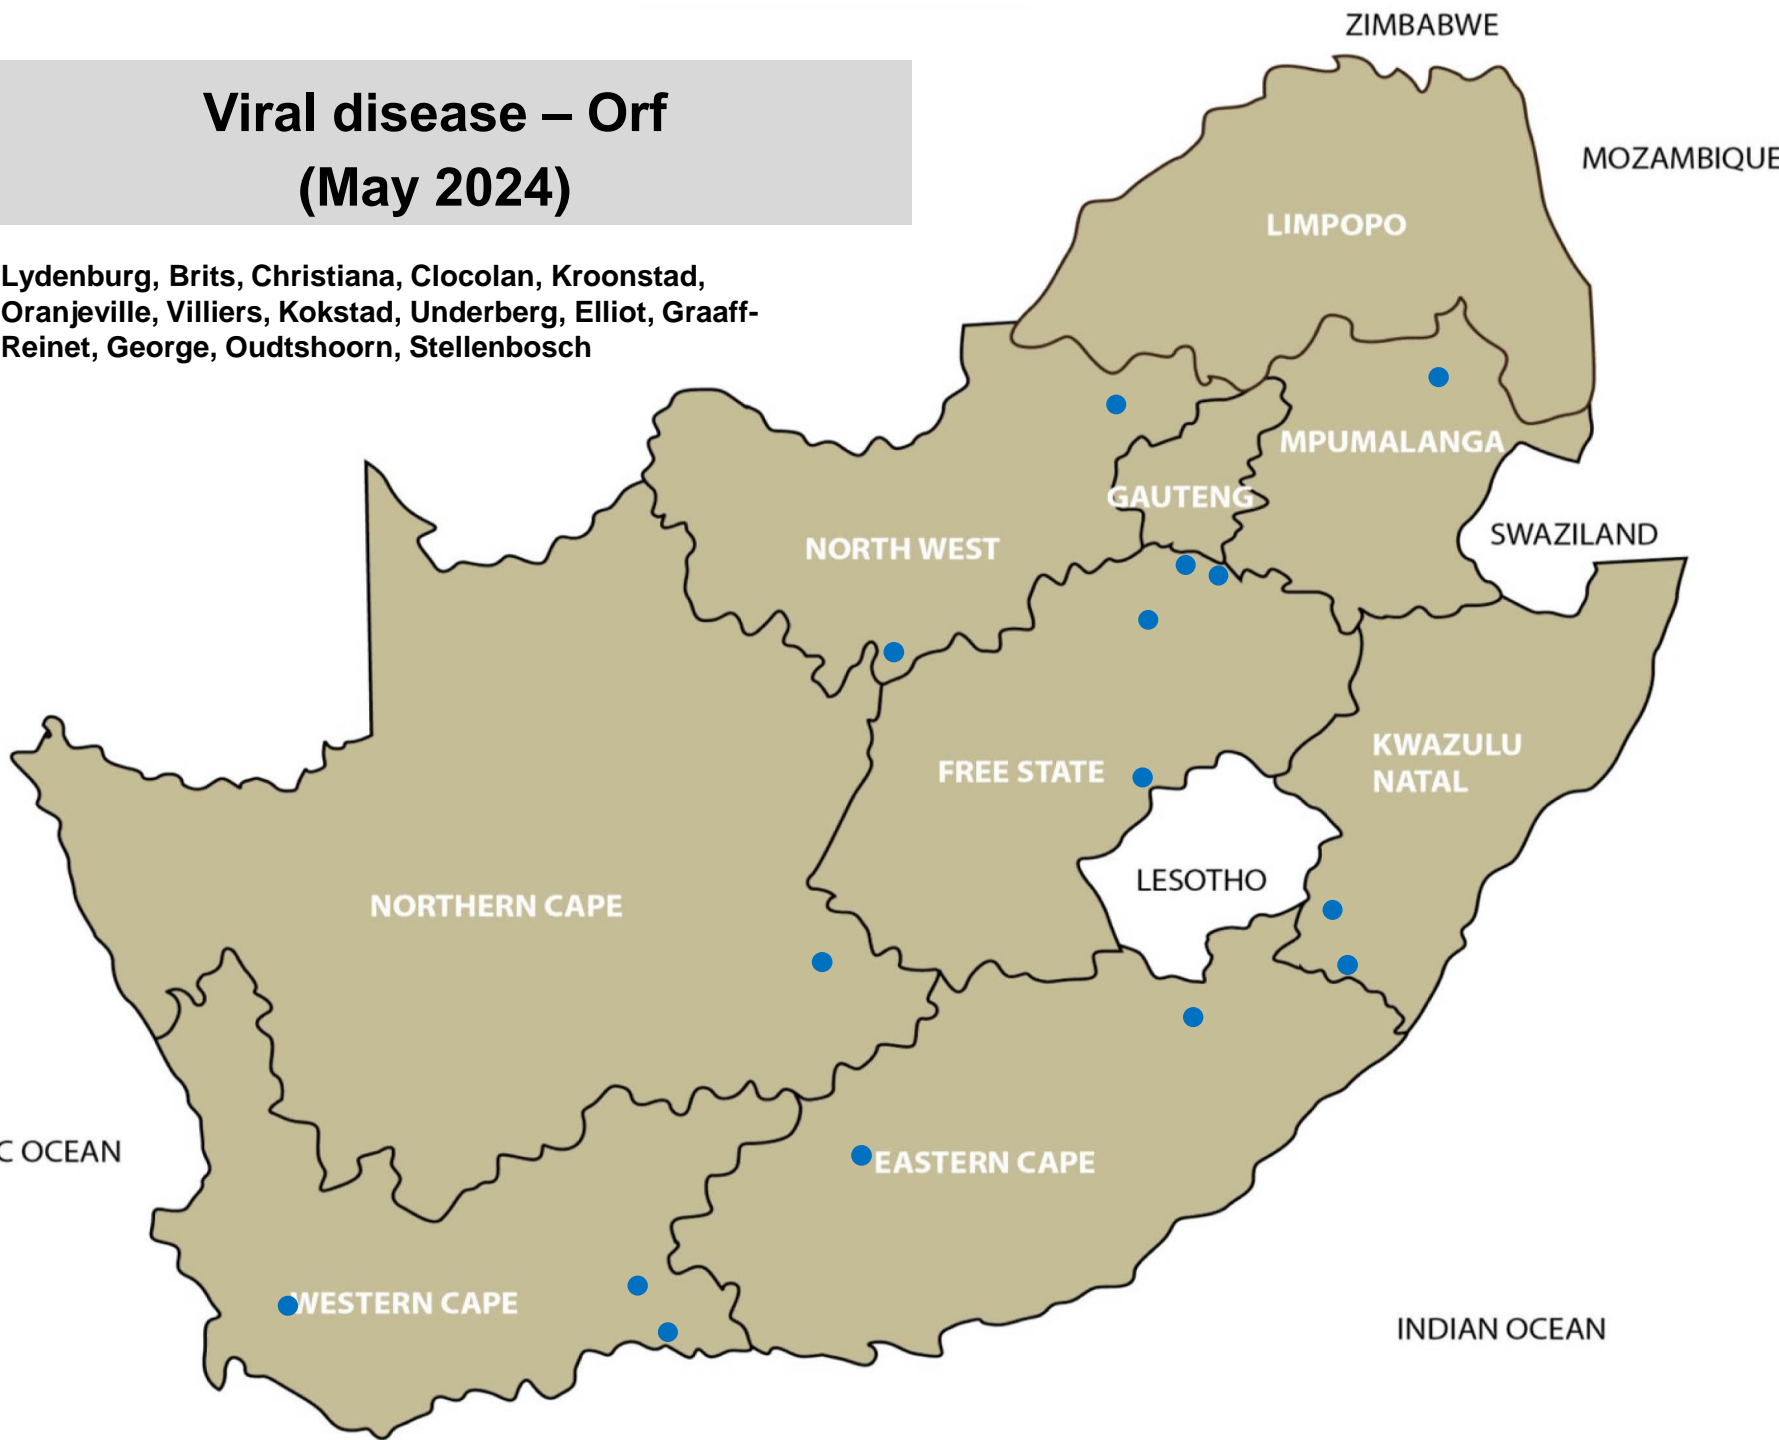 ZIMBABWE
Viral disease – Orf
(May 2024)
MOZAMBIQUE
LIMPOPO
Lydenburg, Brits, Christiana, Clocolan, Kroonstad,
Oranjeville, Villiers, Kokstad, Underberg, Elliot, Graaff-
Reinet, George, Oudtshoorn, Stellenbosch
MPUMALANGA
GAUTENG
SWAZILAND
NORTH WEST
KWAZULU
NATAL
FREE STATE
LESOTHO
NORTHERN CAPE
C OCEAN
EASTERN CAPE
WESTERN CAPE
INDIAN OCEAN